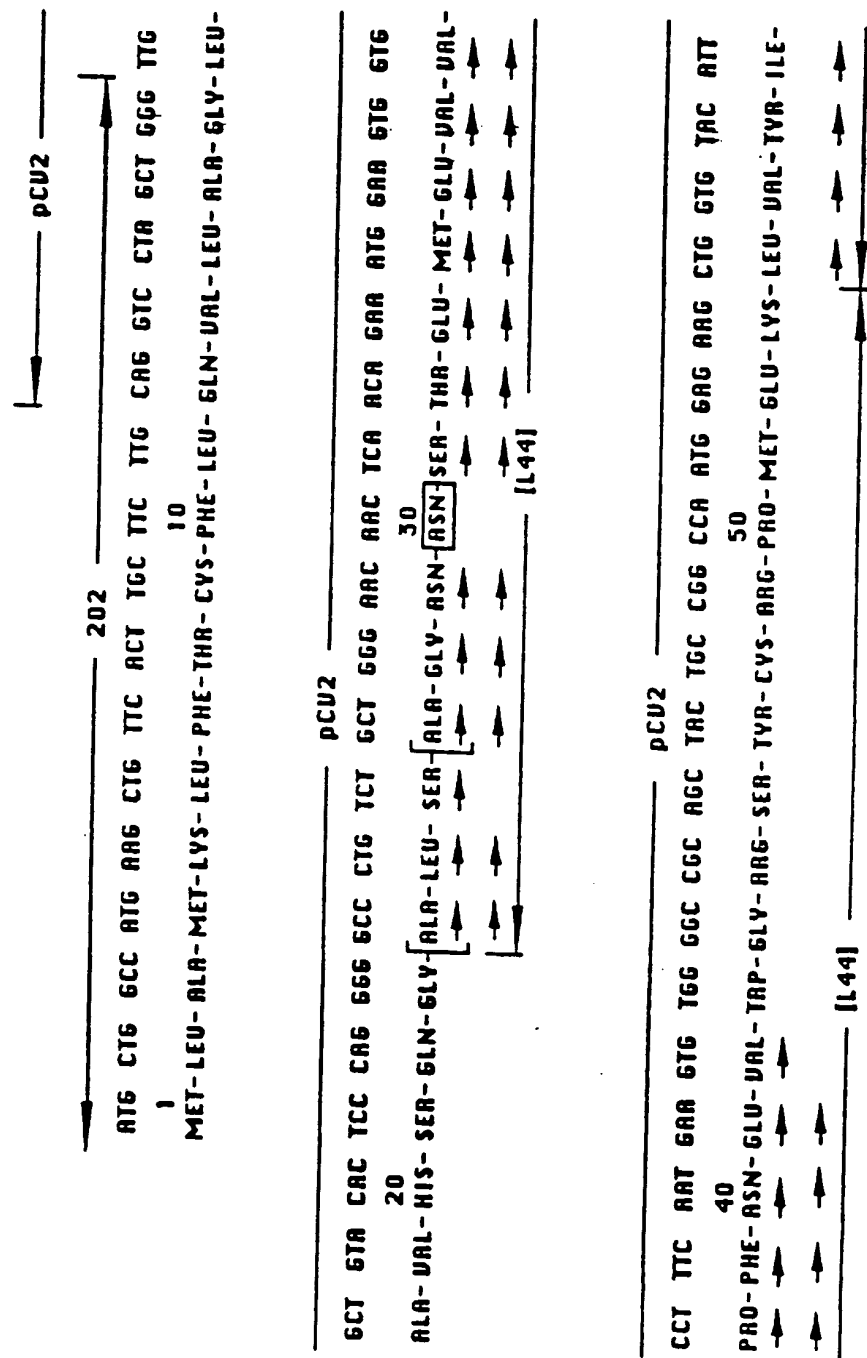 pCU2
2D2
ATG CTG GCC ATG AAG CTG TTC ACT TGC TTC TTG CAG GTC CTA GCT GGG TTG
1 10
MET-LEU-ALA-MET-LYS-LEU-PHE-THR-CYS-PHE-LEU-GLN-VAL-LEU-ALA-GLY-LEU-
pCU2
GCT GTA CAC TCC CAG GGG GCC CTG TCT GCT GGG AAC AAC TCA ACA GAA ATG GAA GTG GTG
20 30
ALA-VAL-HIS-SER-GLN-GLY-ALA-LEU-SER-ALA-GLY-ASN-ASN-SER-THR-GLU-MET-GLU-VAL-VAL-
[L44]
pCU2
CCT TTC AAT GAA GTG TGG GGC CGC AGC TAC TGC CGG CCA ATG GAG AAG CTG GTG TAC ATT
40 50
PRO-PHE-ASN-GLU-VAL-TRP-GLY-ARG-SER-TYR-CYS-ARG-PRO-MET-GLU-LYS-LEU-VAL-TYR-ILE-
[L44]